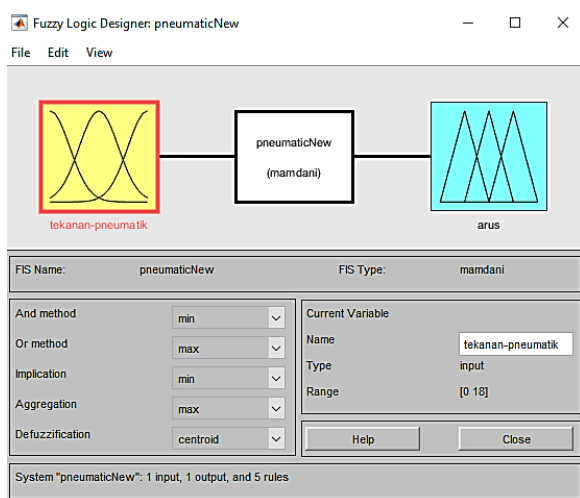 Fuzzy Logic Designer: pneumaticNew
File Edit View
pneumaticNew
(mamdani)
tekanan-pneumatik
arus
FIS Name: pneumaticNew FIS Type: mamdani
And method min
Or method max
Implication min
Aggregation max
Defuzzification centroid
Current Variable
Name tekanan-pneumatik
Type input
Range [0 18]
Help Close
System "pneumaticNew": 1 input, 1 output, and 5 rules